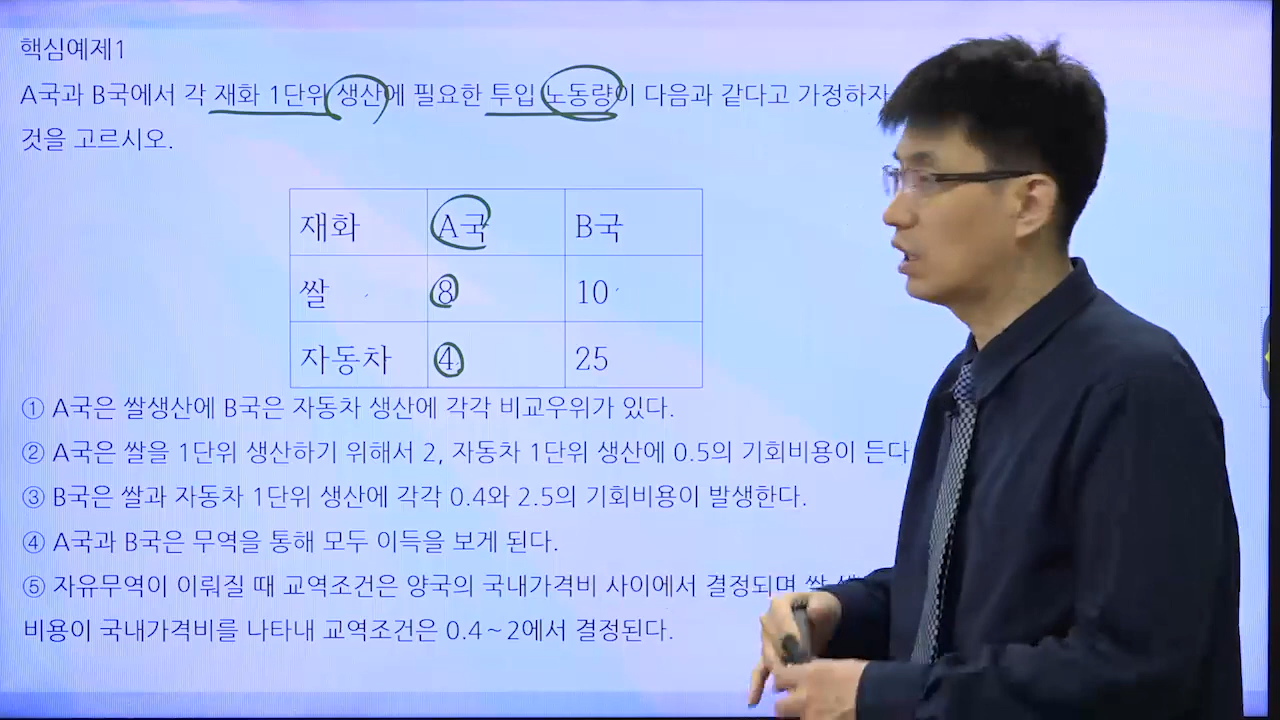 핵심예제1
A국과 B국에서 각 재화 1단위 생산에 필요한 투입 노동량이 다음과 같다고 가정하자
것을 고르시오.
재화 A국 B국
쌀 8 10
자동차 4 25
① A국은 쌀생산에 B국은 자동차 생산에 각각 비교우위가 있다.
② A국은 쌀을 1단위 생산하기 위해서 2, 자동차 1단위 생산에 0.5의 기회비용이 든다
③ B국은 쌀과 자동차 1단위 생산에 각각 0.4와 2.5의 기회비용이 발생한다.
④ A국과 B국은 무역을 통해 모두 이득을 보게 된다.
⑤ 자유무역이 이뤄질 때 교역조건은 양국의 국내가격비 사이에서 결정되며 쌀
비용이 국내가격비를 나타내 교역조건은 0.4~2에서 결정된다.